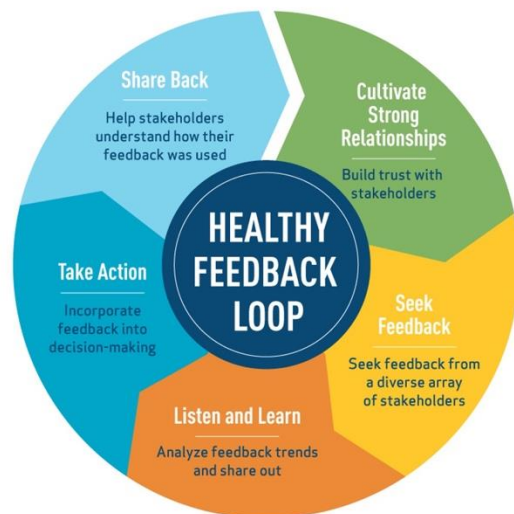 HEALTHY
FEEDBACK
LOOP
Cultivate
Strong
Relationships
Build trust with
stakeholders
Seek
Feedback
Seek feedback from
a diverse array
of stakeholders
Listen and Learn
Analyze feedback trends
and share out
Take Action
Incorporate
feedback into
decision-making
Share Back
Help stakeholders
understand how their
feedback was used